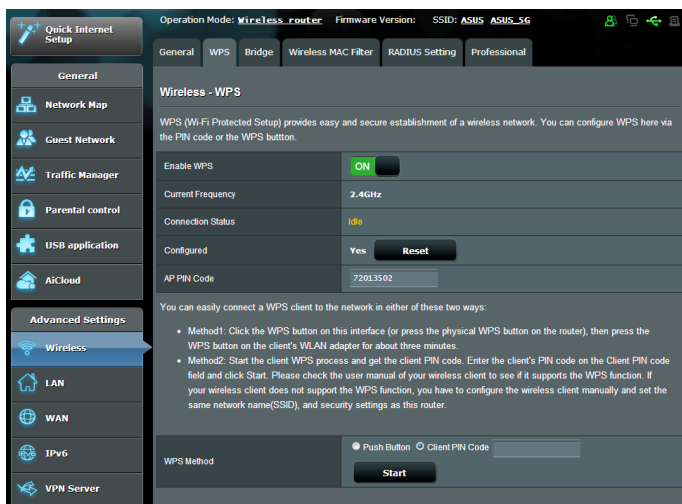 Quick Internet Setup
Operation Mode: Wireless router Firmware Version: SSID: ASUS ASUS_5G
General WPS Bridge Wireless MAC Filter RADIUS Setting Professional
General
Network Map
Guest Network
Traffic Manager
Parental control
USB application
AiCloud
Advanced Settings
Wireless
LAN
WAN
IPv6
VPN Server
Wireless - WPS
WPS (Wi-Fi Protected Setup) provides easy and secure establishment of a wireless network. You can configure WPS here via
the PIN code or the WPS buttton.
Enable WPS ON
Current Frequency 2.4GHz
Connection Status Idle
Configured Yes Reset
AP PIN Code 72013502
You can easily connect a WPS client to the network in either of these two ways:
• Method1: Click the WPS button on this interface (or press the physical WPS button on the router), then press the
WPS button on the client's WLAN adapter for about three minutes.
• Method2: Start the client WPS process and get the client PIN code. Enter the client's PIN code on the Client PIN code
field and click Start. Please check the user manual of your wireless client to see if it supports the WPS function. If
your wireless client does not support the WPS function, you have to configure the wireless client manually and set the
same network name(SSID), and security settings as this router.
WPS Method Push Button Client PIN Code
Start